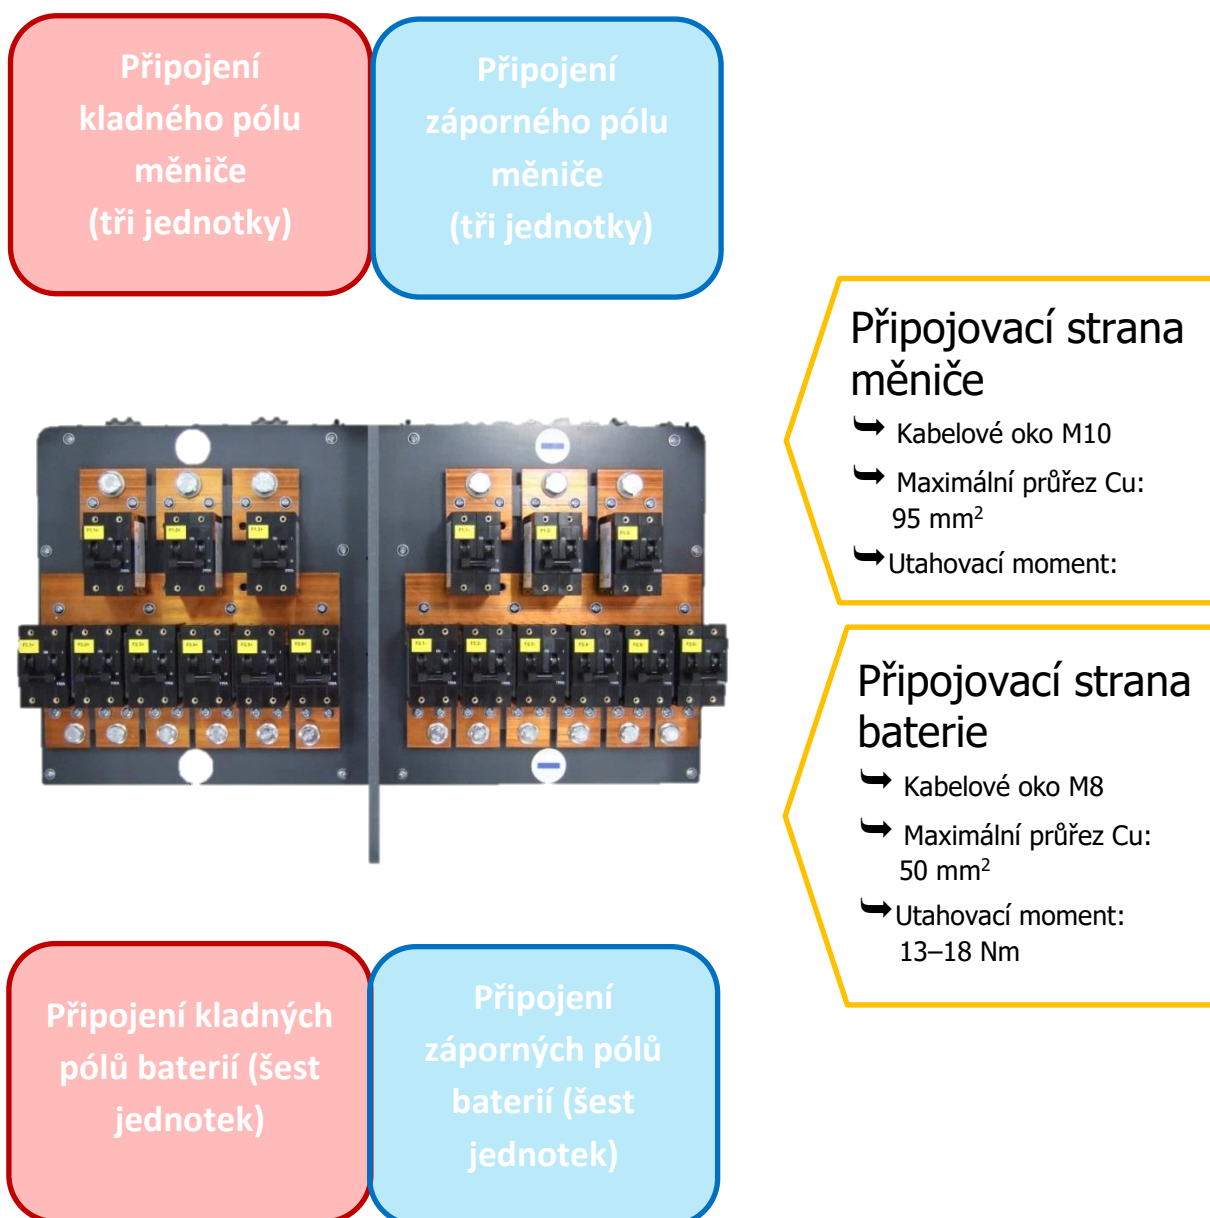 Připojení
kladného pólu
měniče
(tři jednotky)
Připojení
záporného pólu
měniče
(tři jednotky)
Připojovací strana
měniče
Kabelové oko M10
Maximální průřez Cu:
95 mm²
Utahovací moment:
Připojovací strana
baterie
Kabelové oko M8
Maximální průřez Cu:
50 mm²
Utahovací moment:
13–18 Nm
Připojení kladných
pólů baterií (šest
jednotek)
Připojení
záporných pólů
baterií (šest
jednotek)